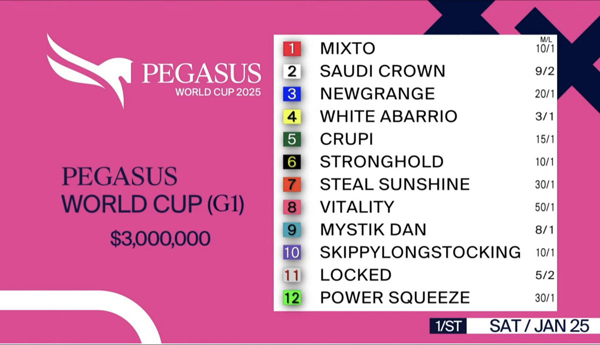 PEGASUS
WORLD CUP 2025
PEGASUS
WORLD CUP (G1)
$3,000,000
M/L
1 MIXTO 10/1
2 SAUDI CROWN 9/2
3 NEWGRANGE 20/1
4 WHITE ABARRIO 3/1
5 CRUPI 15/1
6 STRONGHOLD 10/1
7 STEAL SUNSHINE 30/1
8 VITALITY 50/1
9 MYSTIK DAN 8/1
10 SKIPPYLONGSTOCKING 10/1
11 LOCKED 5/2
12 POWER SQUEEZE 30/1
1/ST SAT / JAN 25